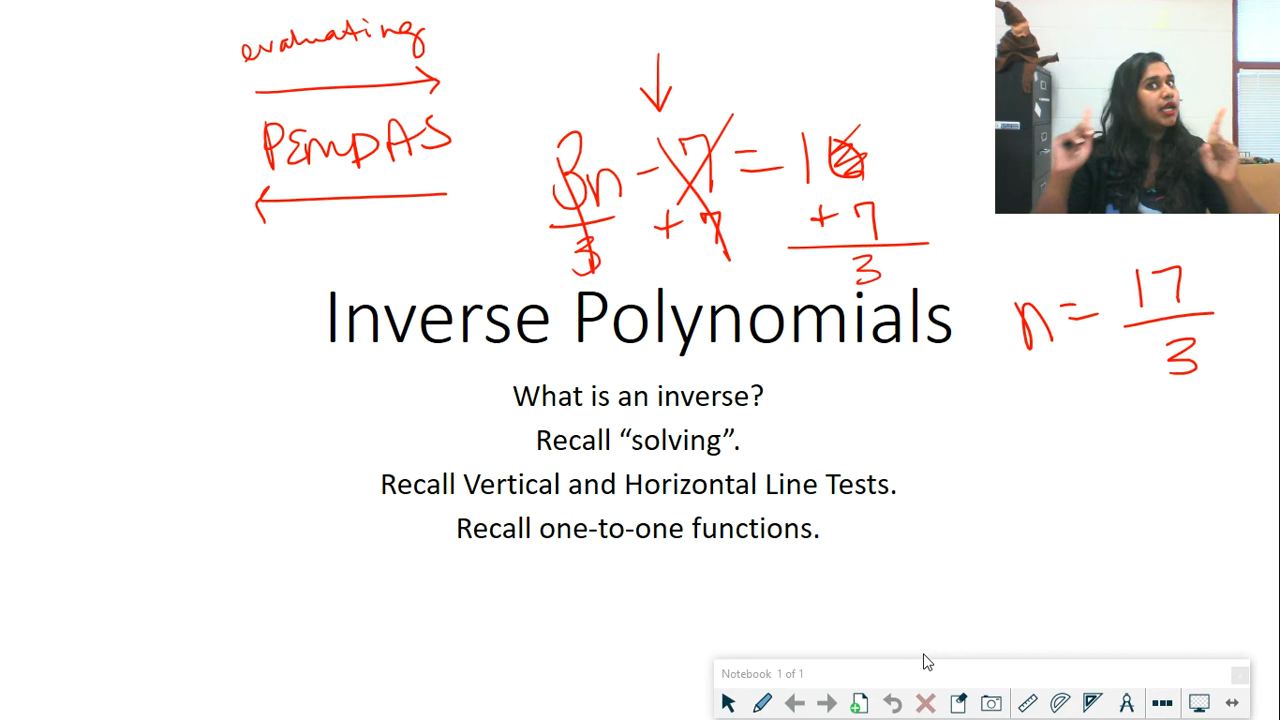 evaluating
PEMDAS
3n - 7 = 1
+ 7 + 7
3 3
n = 17
3
Inverse Polynomials
What is an inverse?
Recall “solving”.
Recall Vertical and Horizontal Line Tests.
Recall one-to-one functions.
Notebook 1 of 1